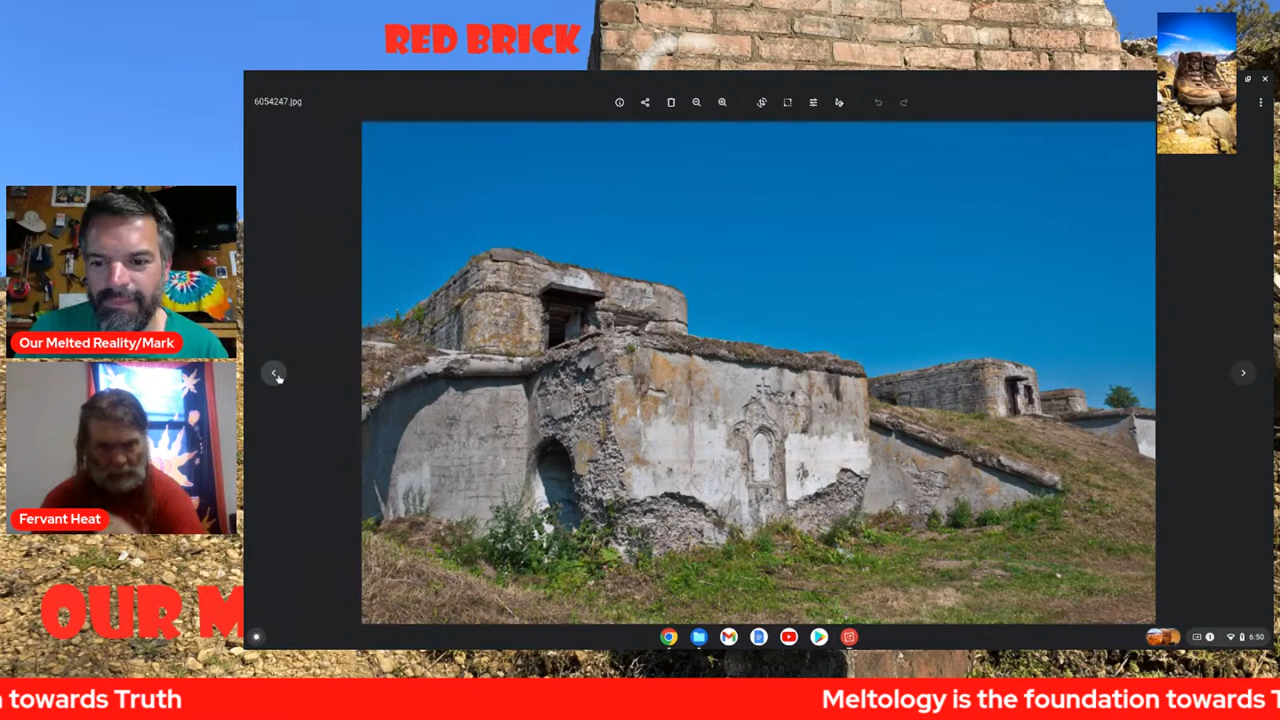 RED BRICK
6054247.jpg
Our Melted Reality/Mark
Fervant Heat
OUR M
6:50
n towards Truth
Meltology is the foundation towards T